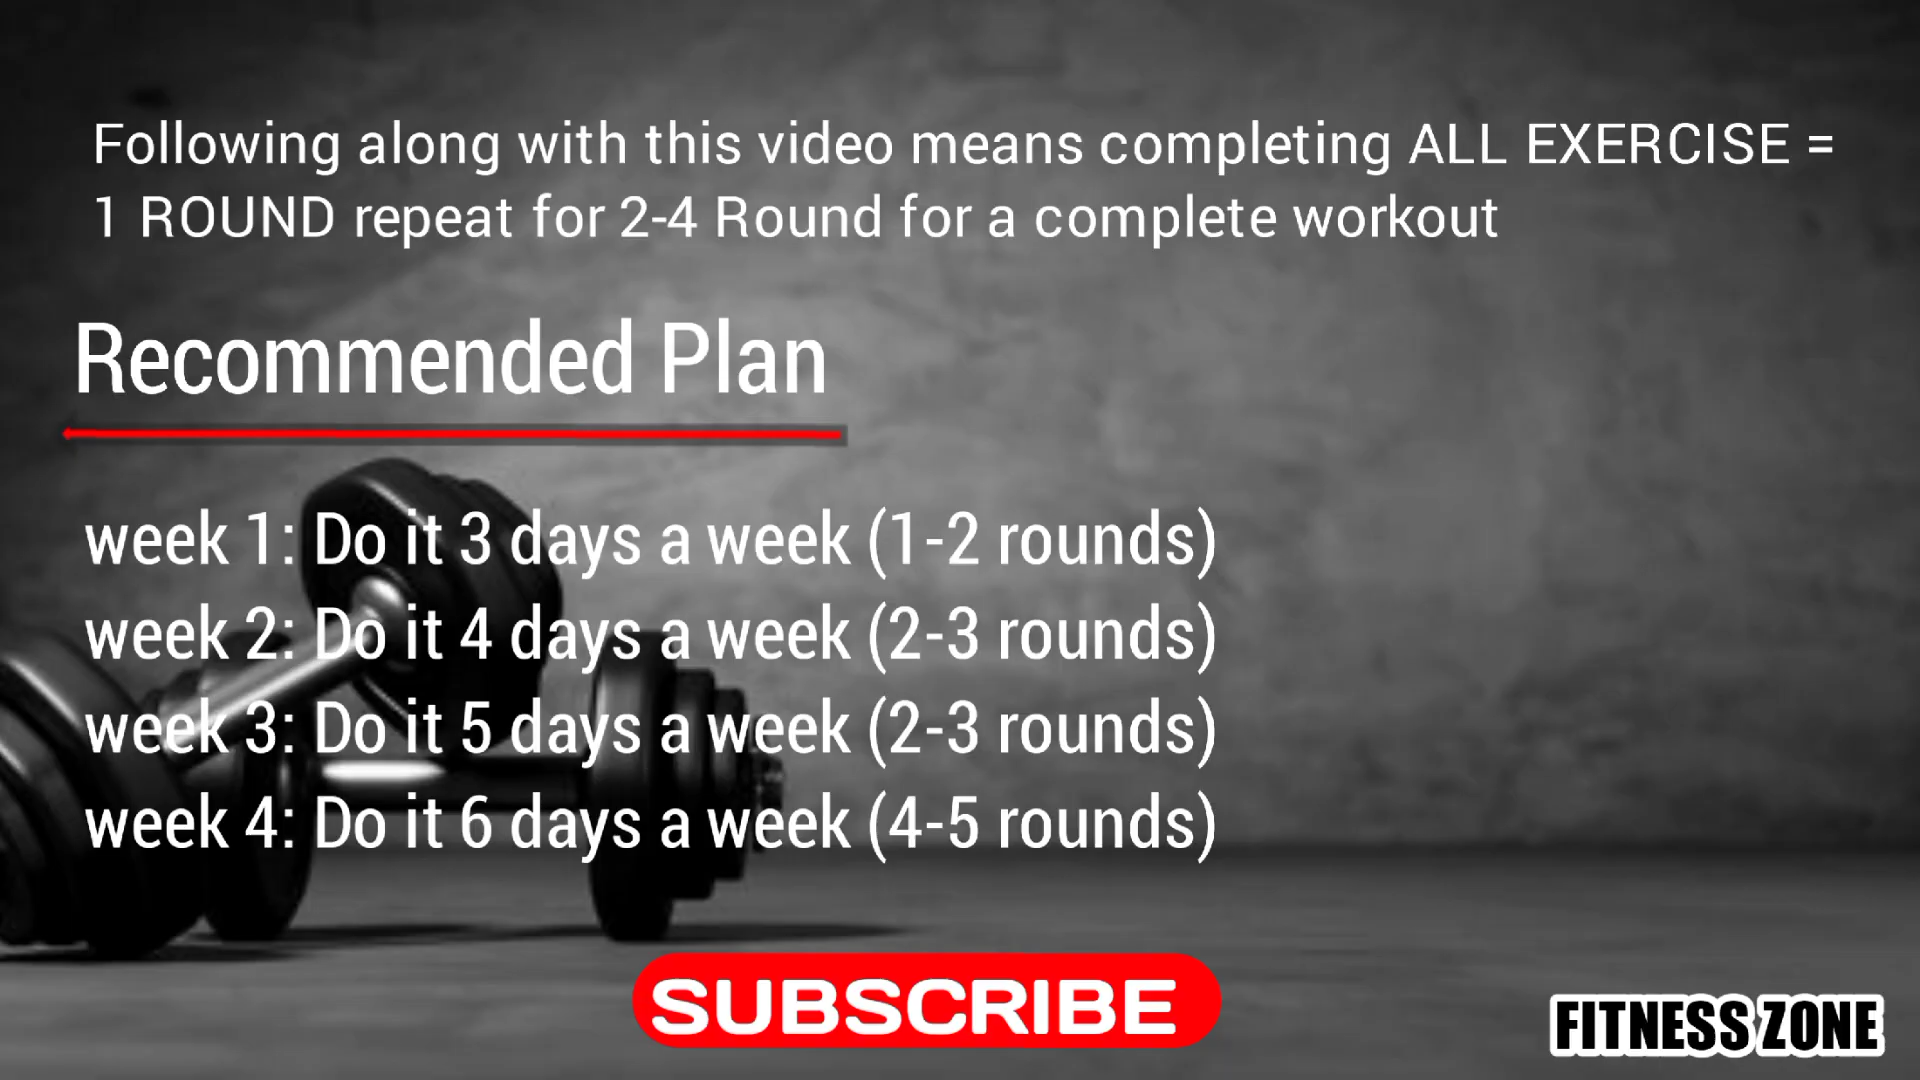 Following along with this video means completing ALL EXERCISE =
1 ROUND repeat for 2-4 Round for a complete workout
Recommended Plan
week 1: Do it 3 days a week (1-2 rounds)
week 2: Do it 4 days a week (2-3 rounds)
week 3: Do it 5 days a week (2-3 rounds)
week 4: Do it 6 days a week (4-5 rounds)
SUBSCRIBE
FITNESS ZONE